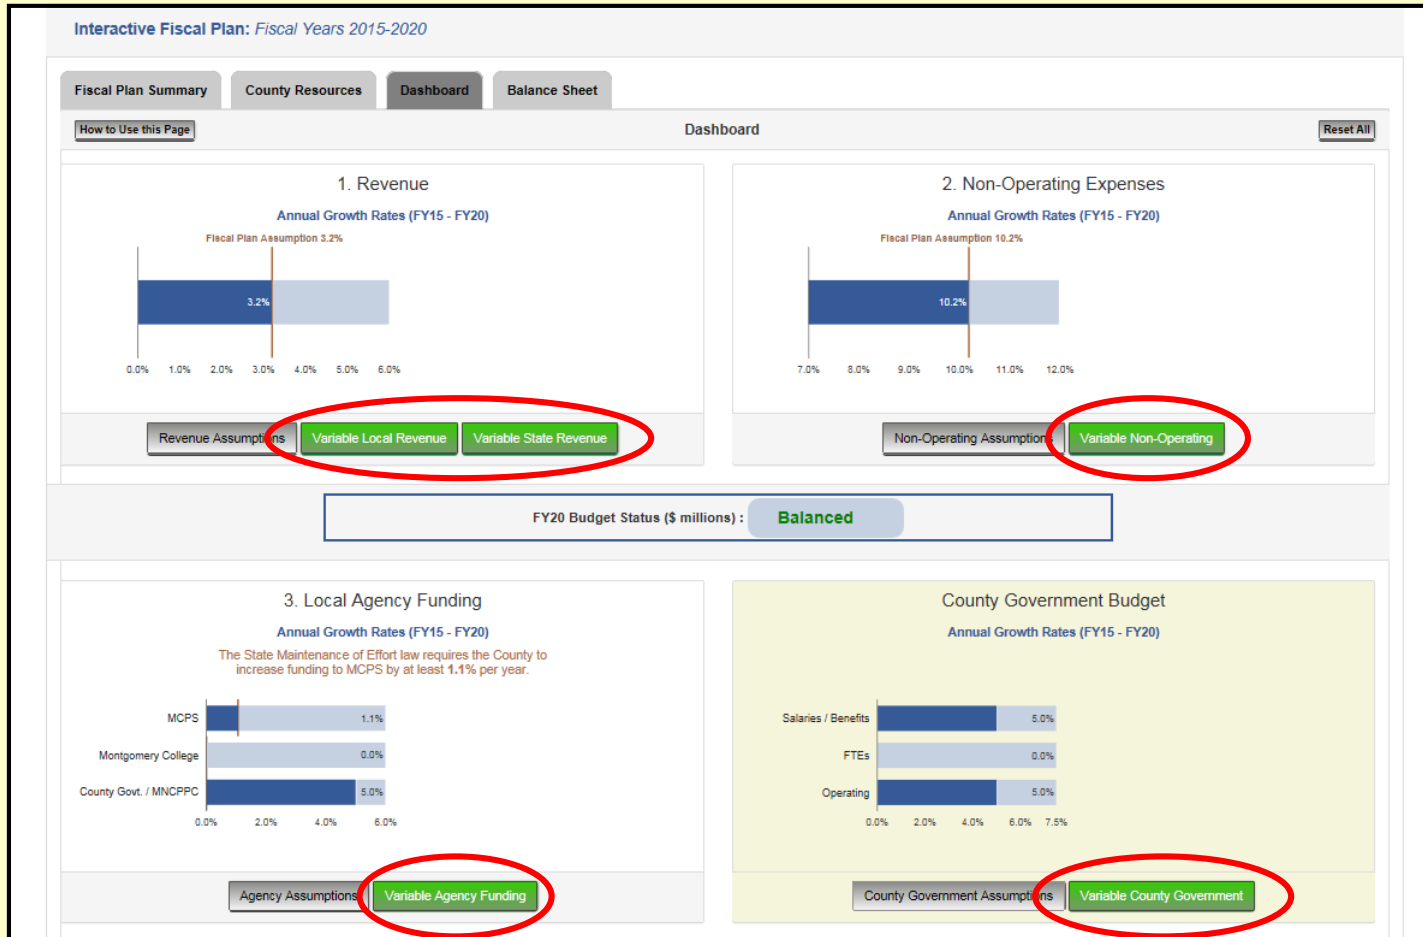 Interactive Fiscal Plan: Fiscal Years 2015-2020
Fiscal Plan Summary
County Resources
Dashboard
Balance Sheet
How to Use this Page
Dashboard
Reset All
1. Revenue
Annual Growth Rates (FY15 - FY20)
Fiscal Plan Assumption 3.2%
3.2%
0.0% 1.0% 2.0% 3.0% 4.0% 5.0% 6.0%
Revenue Assumptions
Variable Local Revenue
Variable State Revenue
2. Non-Operating Expenses
Annual Growth Rates (FY15 - FY20)
Fiscal Plan Assumption 10.2%
10.2%
7.0% 8.0% 9.0% 10.0% 11.0% 12.0%
Non-Operating Assumptions
Variable Non-Operating
FY20 Budget Status ($ millions) : Balanced
3. Local Agency Funding
Annual Growth Rates (FY15 - FY20)
The State Maintenance of Effort law requires the County to
increase funding to MCPS by at least 1.1% per year.
MCPS 1.1%
Montgomery College 0.0%
County Govt. / MNCPPC 5.0%
0.0% 2.0% 4.0% 6.0%
Agency Assumptions
Variable Agency Funding
County Government Budget
Annual Growth Rates (FY15 - FY20)
Salaries / Benefits 5.0%
FTEs 0.0%
Operating 5.0%
0.0% 2.0% 4.0% 6.0% 7.5%
County Government Assumptions
Variable County Government